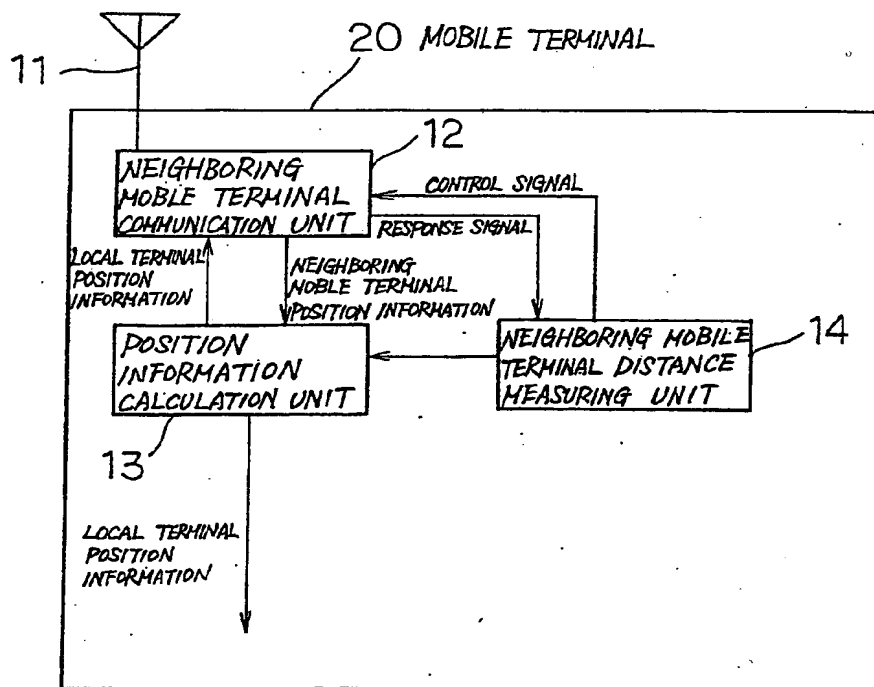 20 MOBILE TERMINAL
11
12
NEIGHBORING
MOBLE TERMINAL
COMMUNICATION UNIT
CONTROL SIGNAL
RESPONSE SIGNAL
LOCAL TERMINAL
POSITION
INFORMATION
NEIGHBORING
MOBLE TERMINAL
POSITION INFORMATION
POSITION
INFORMATION
CALCULATION UNIT
13
NEIGHBORING MOBILE
TERMINAL DISTANCE
MEASURING UNIT
14
LOCAL TERMINAL
POSITION
INFORMATION